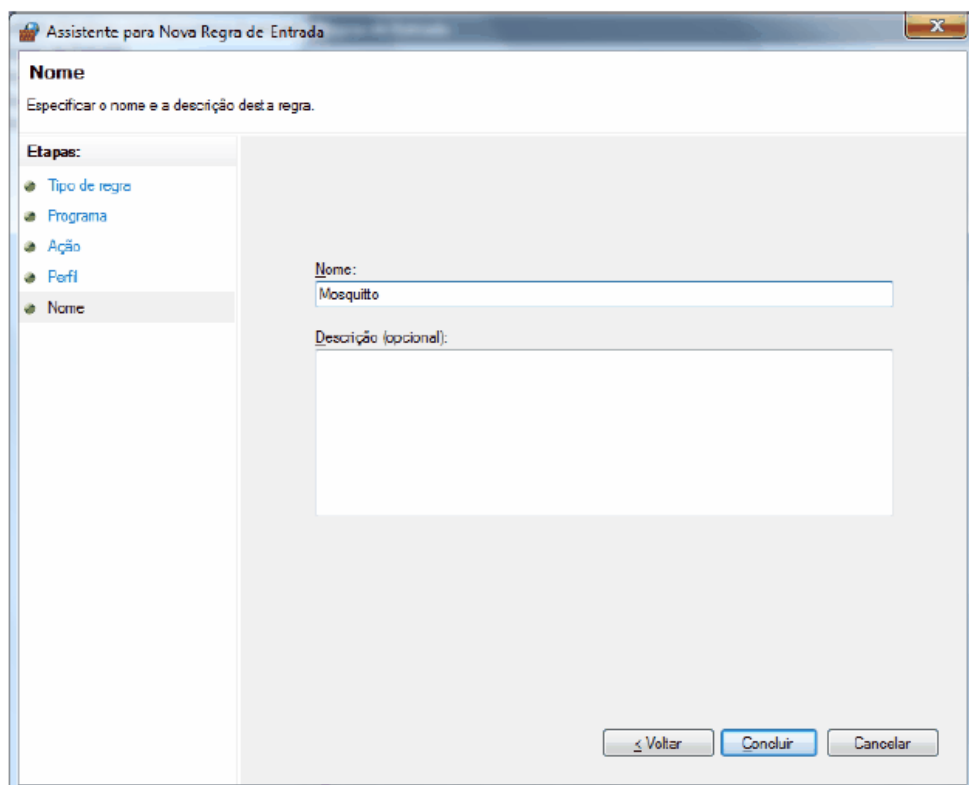 Assistente para Nova Regra de Entrada
Nome
Especificar o nome e a descrição desta regra.
Etapas:
Tipo de regra
Programa
Ação
Perfil
Nome
Nome:
Mosquitto
Descrição (opcional):
< Voltar
Concluir
Cancelar